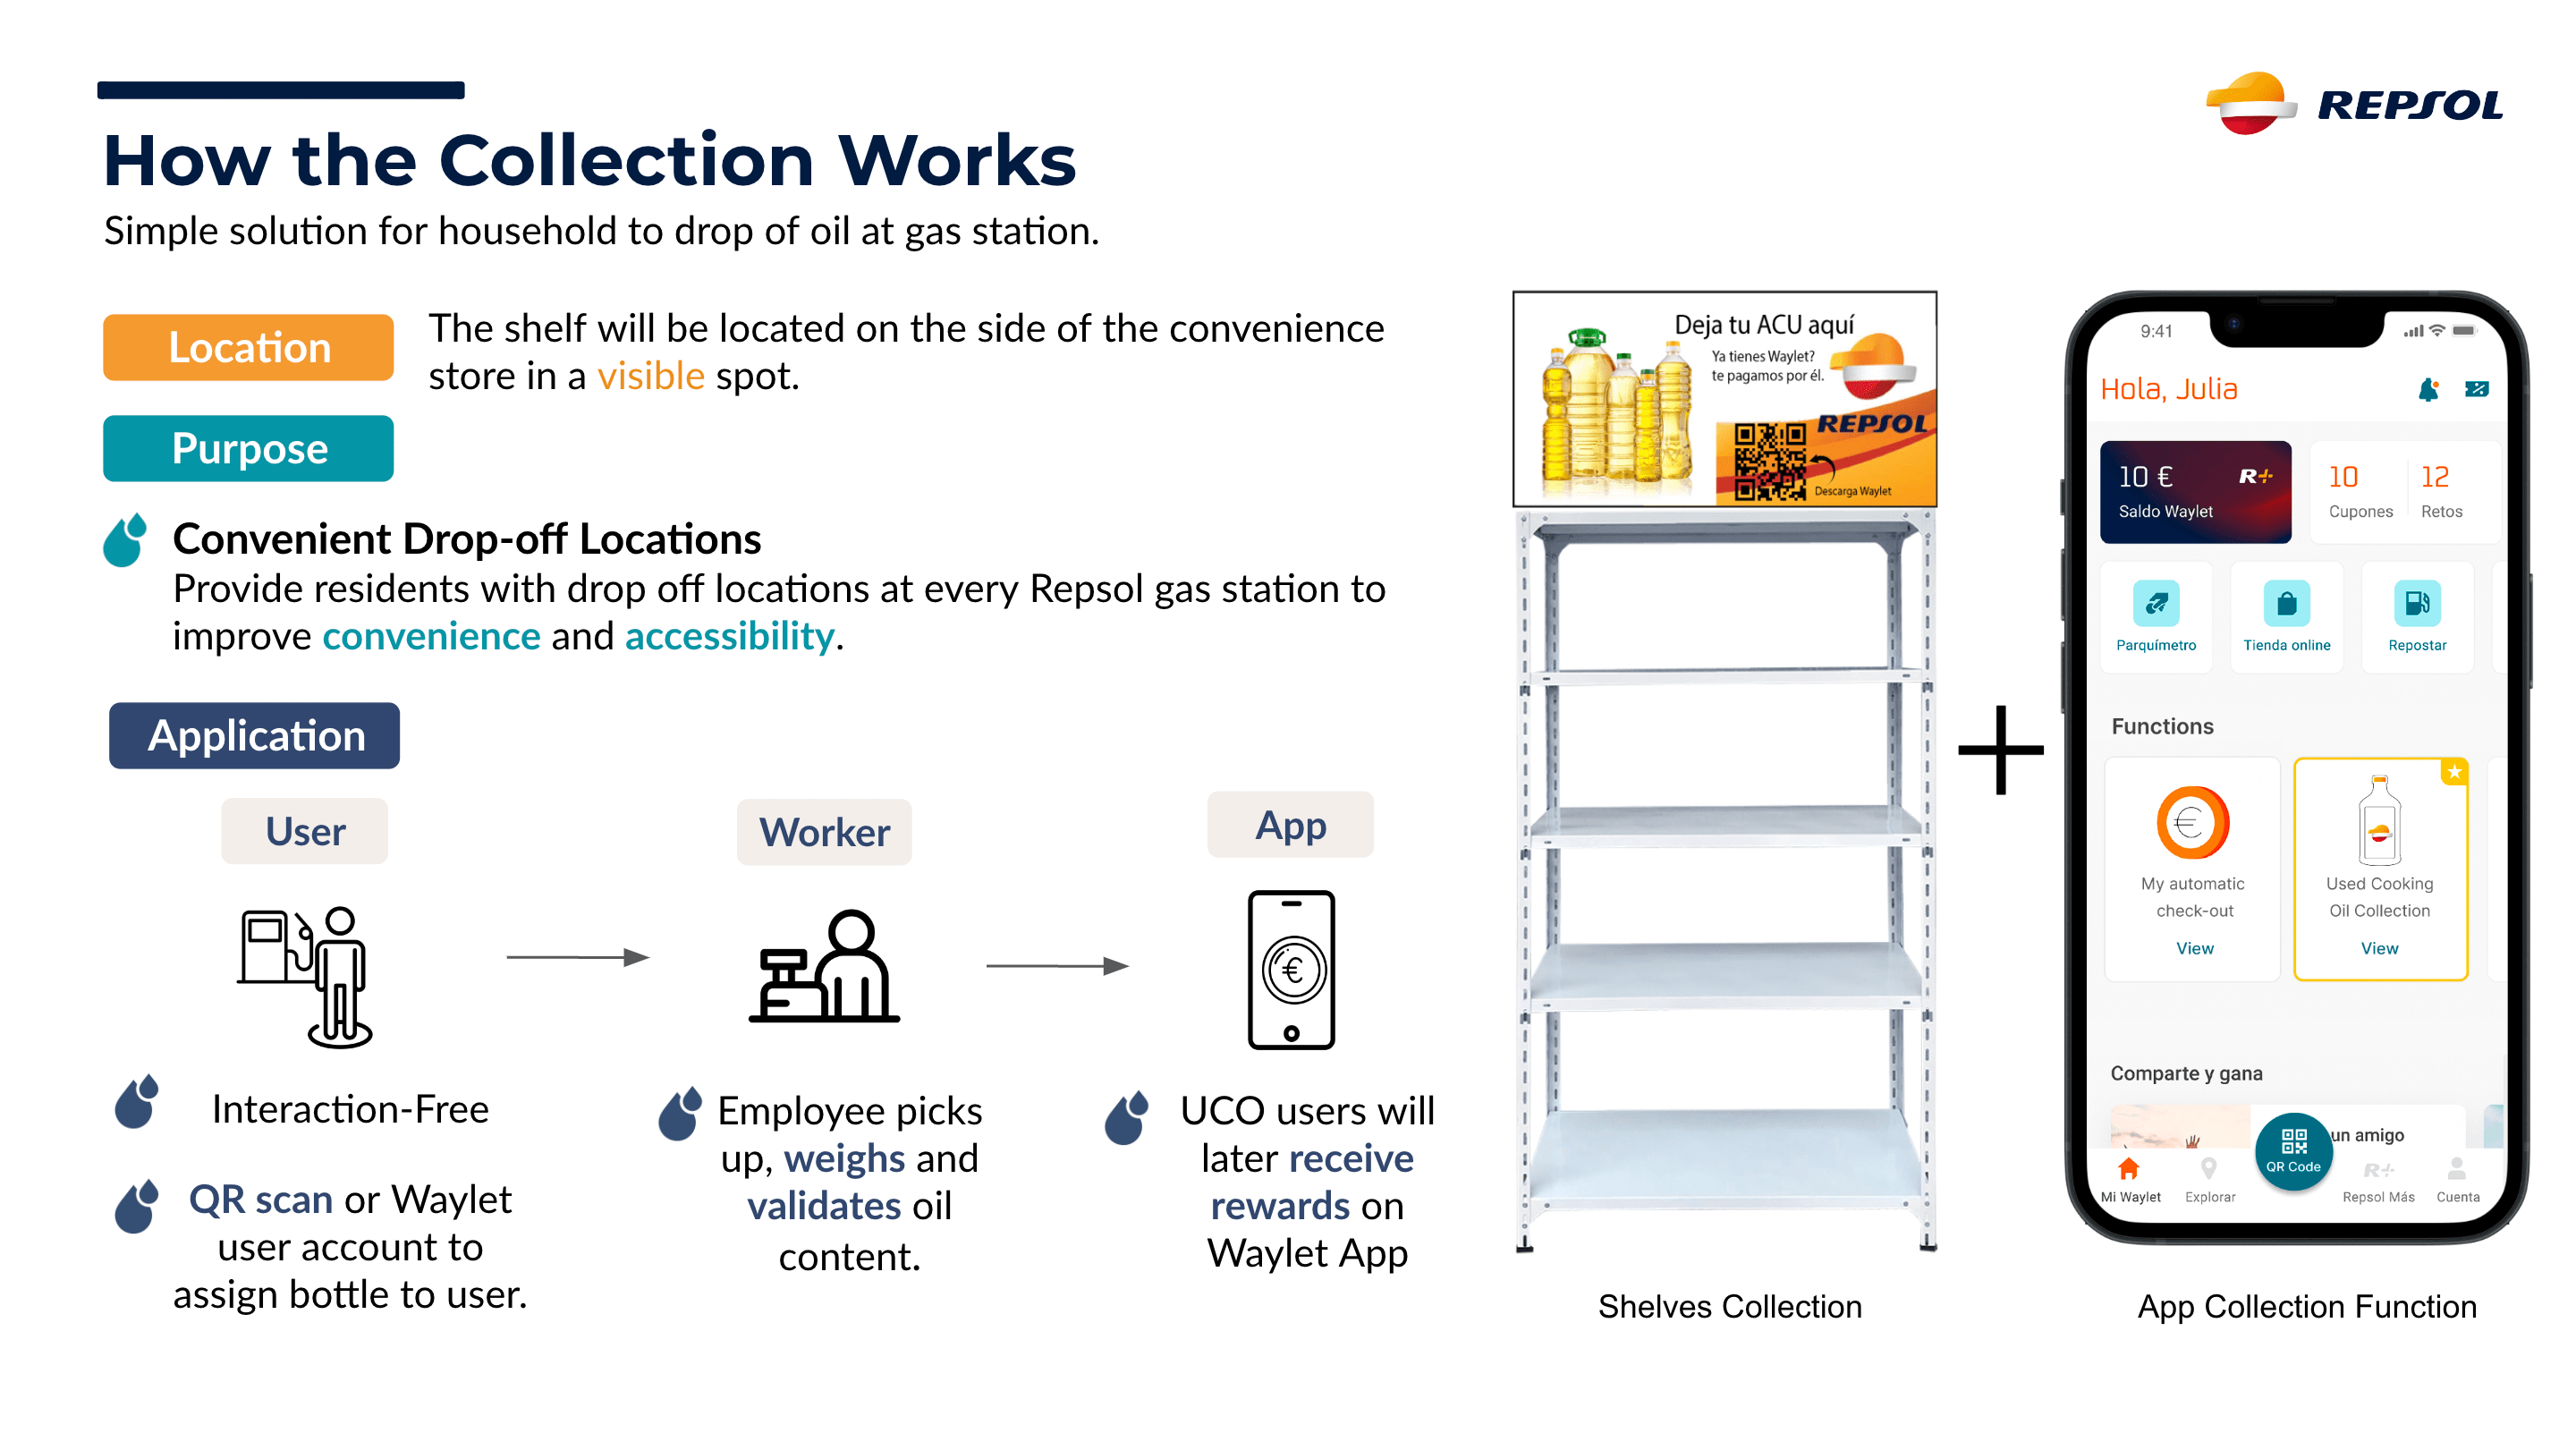 REPSOL
How the Collection Works
Simple solution for household to drop of oil at gas station.
Location
The shelf will be located on the side of the convenience
store in a visible spot.
Purpose
Convenient Drop-off Locations
Provide residents with drop off locations at every Repsol gas station to
improve convenience and accessibility.
Application
User
Interaction-Free
QR scan or Waylet
user account to
assign bottle to user.
Worker
Employee picks
up, weighs and
validates oil
content.
App
UCO users will
later receive
rewards on
Waylet App
Deja tu ACU aquí
Ya tienes Waylet?
te pagamos por él.
REPSOL
Descarga Waylet
Shelves Collection
+
9:41
Hola, Julia
10 €
R+
Saldo Waylet
10
Cupones
12
Retos
Parquímetro
Tienda online
Repostar
Functions
My automatic
check-out
View
Used Cooking
Oil Collection
View
Comparte y gana
un amigo
QR Code
R+
Mi Waylet
Explorar
Repsol Más
Cuenta
App Collection Function